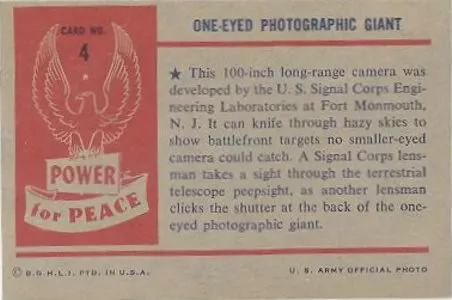 CARD NO.
4
POWER
for PEACE
ONE-EYED PHOTOGRAPHIC GIANT
★ This 100-inch long-range camera was
developed by the U. S. Signal Corps Engi-
neering Laboratories at Fort Monmouth,
N. J. It can knife through hazy skies to
show battlefront targets no smaller-eyed
camera could catch. A Signal Corps lens-
man takes a sight through the terrestrial
telescope peepsight, as another lensman
clicks the shutter at the back of the one-
eyed photographic giant.
© B.G.H.L.I. PTD. IN U.S.A.
U. S. ARMY OFFICIAL PHOTO